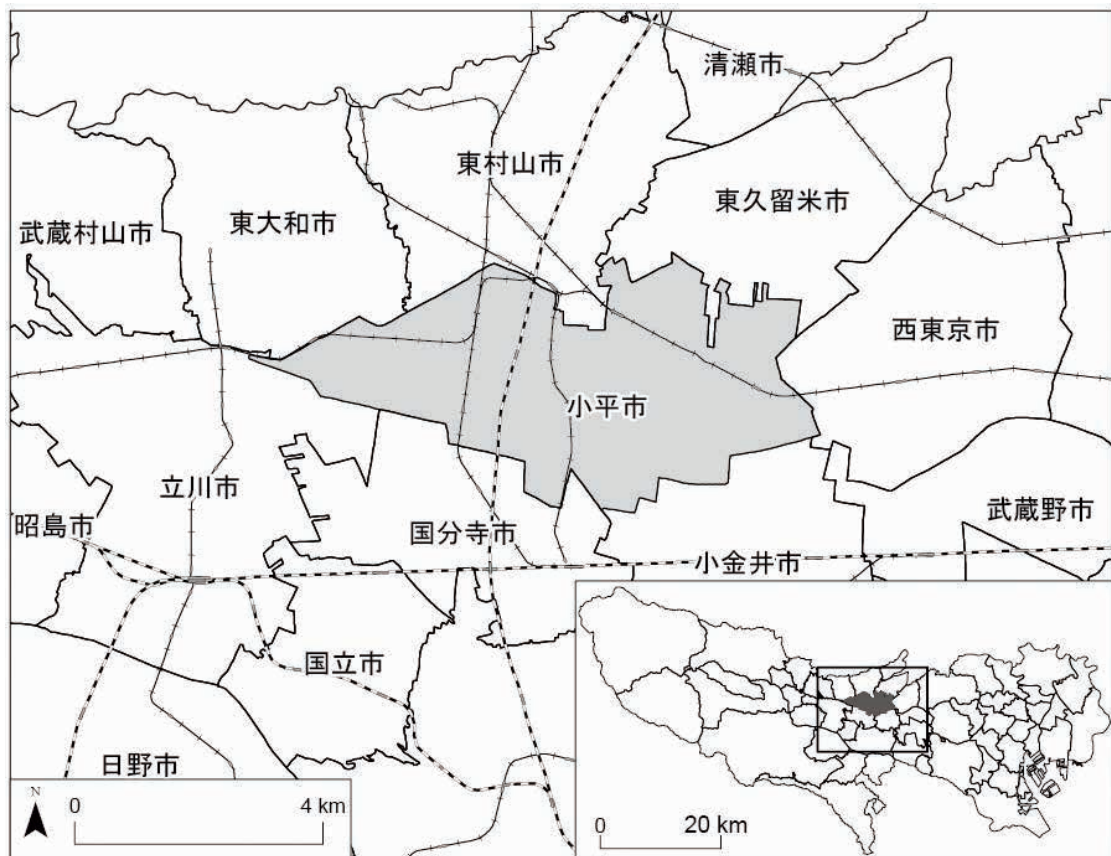 清瀬市
東村山市
東久留米市
武蔵村山市
東大和市
西東京市
小平市
立川市
昭島市
国分寺市
武蔵野市
小金井市
国立市
日野市
N
0 4 km
0 20 km